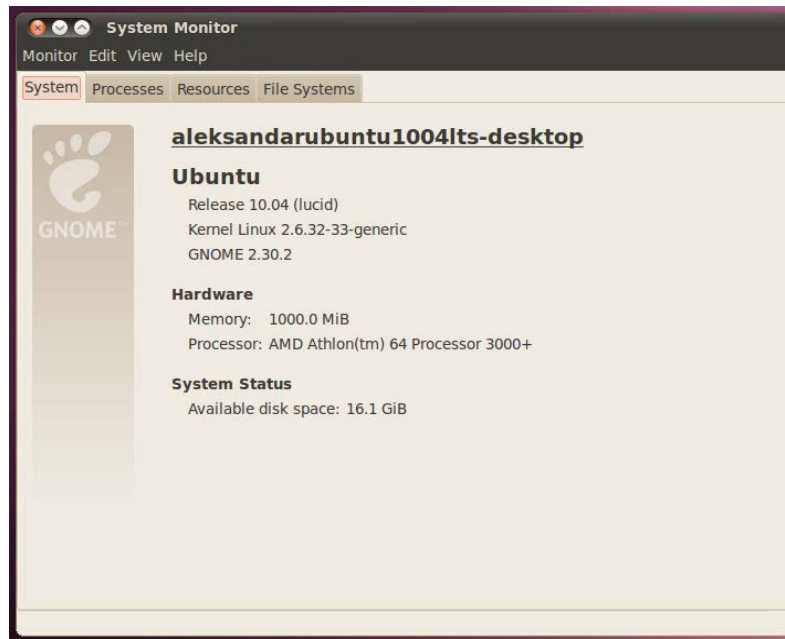 System Monitor
Monitor Edit View Help
System Processes Resources File Systems
aleksandarubuntu1004lts-desktop
Ubuntu
Release 10.04 (lucid)
Kernel Linux 2.6.32-33-generic
GNOME 2.30.2
GNOME™
Hardware
Memory: 1000.0 MiB
Processor: AMD Athlon(tm) 64 Processor 3000+
System Status
Available disk space: 16.1 GiB